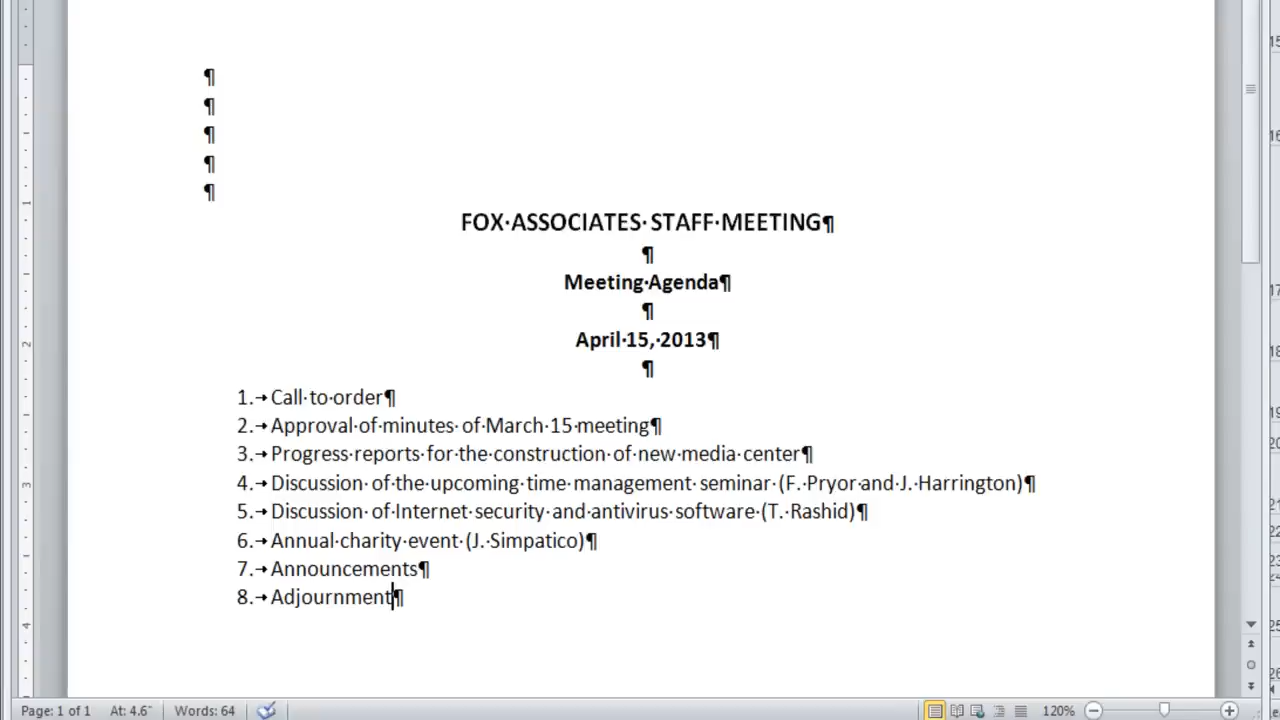 ¶
¶
¶
¶
¶
FOX·ASSOCIATES·STAFF·MEETING¶
¶
Meeting·Agenda¶
¶
April·15,·2013¶
¶
1.→Call·to·order¶
2.→Approval·of·minutes·of·March·15·meeting¶
3.→Progress·reports·for·the·construction·of·new·media·center¶
4.→Discussion·of·the·upcoming·time·management·seminar·(F.·Pryor·and·J.·Harrington)¶
5.→Discussion·of·Internet·security·and·antivirus·software·(T.·Rashid)¶
6.→Annual·charity·event·(J.·Simpatico)¶
7.→Announcements¶
8.→Adjournment¶
Page: 1 of 1 At: 4.6" Words: 64 120%